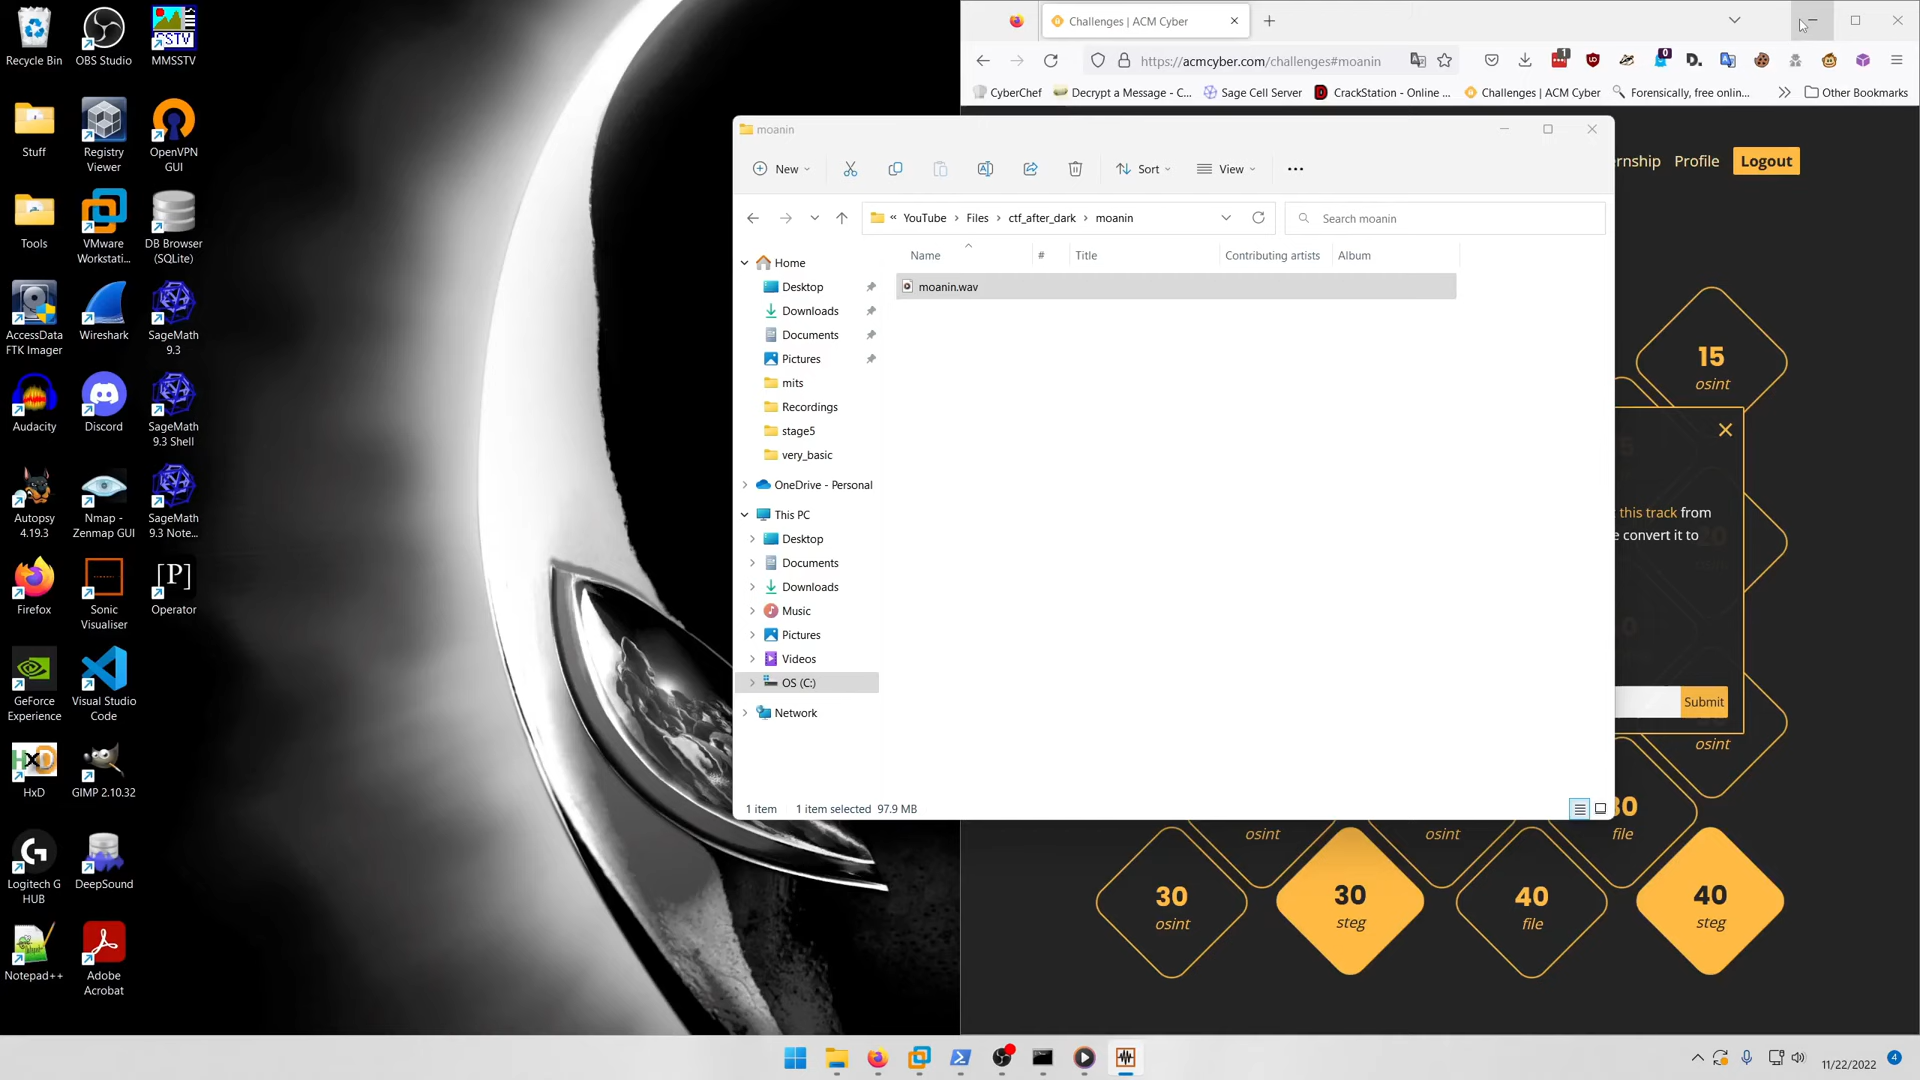 Recycle Bin
OBS Studio
SSTV
MMSSTV
Stuff
Registry
Viewer
OpenVPN
GUI
Tools
VMware
Workstati...
DB Browser
(SQLite)
AccessData
FTK Imager
Wireshark
SageMath
9.3
Audacity
Discord
SageMath
9.3 Shell
Autopsy
4.19.3
Nmap -
Zenmap GUI
SageMath
9.3 Note...
Firefox
Sonic
Visualiser
[P]
Operator
GeForce
Experience
Visual Studio
Code
HxD
HxD
GIMP 2.10.32
Logitech G
HUB
DeepSound
Notepad++
Adobe
Acrobat
Challenges | ACM Cyber
https://acmcyber.com/challenges#moanin
1
0
D.
CyberChef
Decrypt a Message - C...
Sage Cell Server
CrackStation - Online ...
Challenges | ACM Cyber
Forensically, free onlin...
Other Bookmarks
ernship
Profile
Logout
moanin
New
Sort
View
YouTube
Files
ctf_after_dark
moanin
Search moanin
Name
#
Title
Contributing artists
Album
moanin.wav
Home
Desktop
Downloads
Documents
Pictures
mits
Recordings
stage5
very_basic
OneDrive - Personal
This PC
Desktop
Documents
Downloads
Music
Pictures
Videos
OS (C:)
Network
1 item
1 item selected
97.9 MB
15
osint
this track from
e convert it to
20
Submit
osint
30
file
osint
osint
30
osint
30
steg
40
file
40
steg
11/22/2022
4